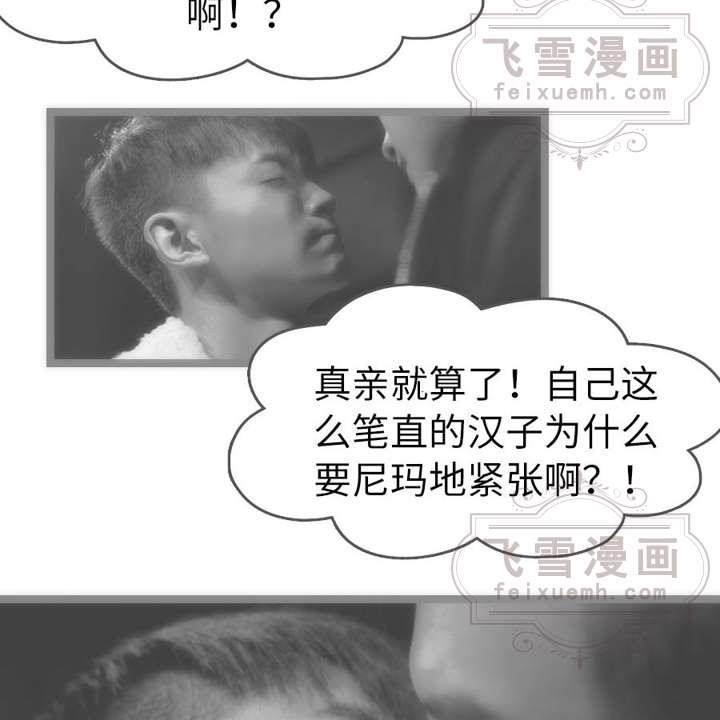 啊！？
飞雪漫画
feixuemh.com
真亲就算了！自己这
么笔直的汉子为什么
要尼玛地紧张啊？！
飞雪漫画
feixuemh.com